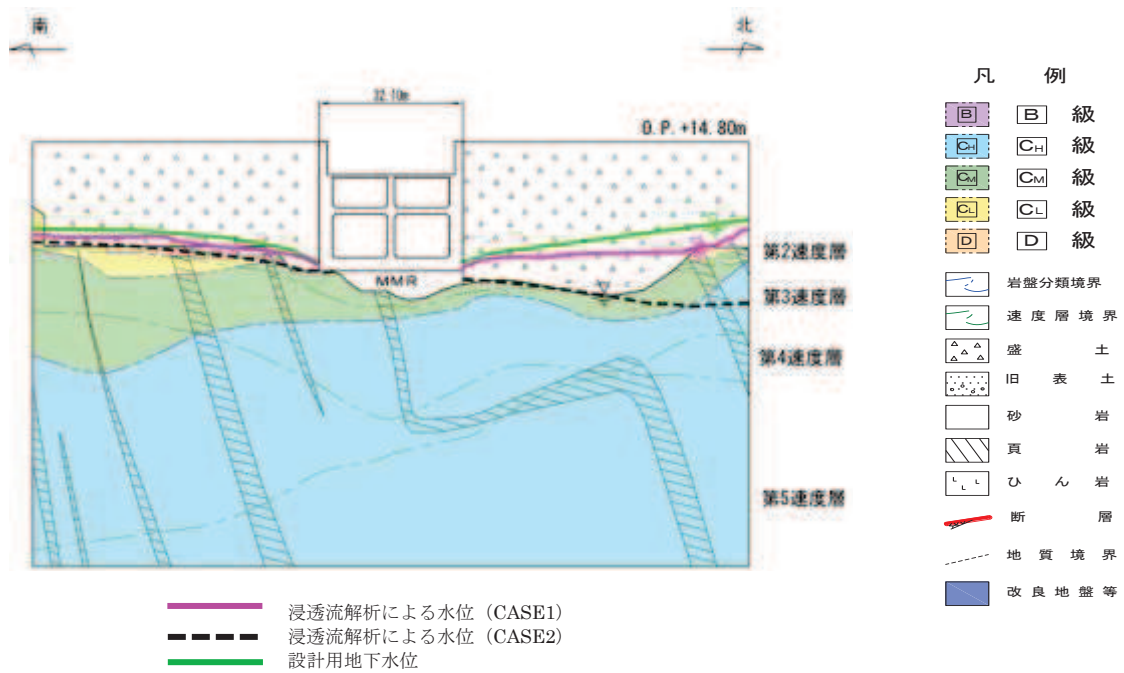 南
北
32.10m
O.P.+14.80m
MMR
第2速度層
第3速度層
第4速度層
第5速度層
凡 例
B B 級
CH CH 級
CM CM 級
CL CL 級
D D 級
岩盤分類境界
速度層境界
盛土
旧表土
砂岩
頁岩
ひん岩
断層
地質境界
改良地盤等
浸透流解析による水位（CASE1）
浸透流解析による水位（CASE2）
設計用地下水位